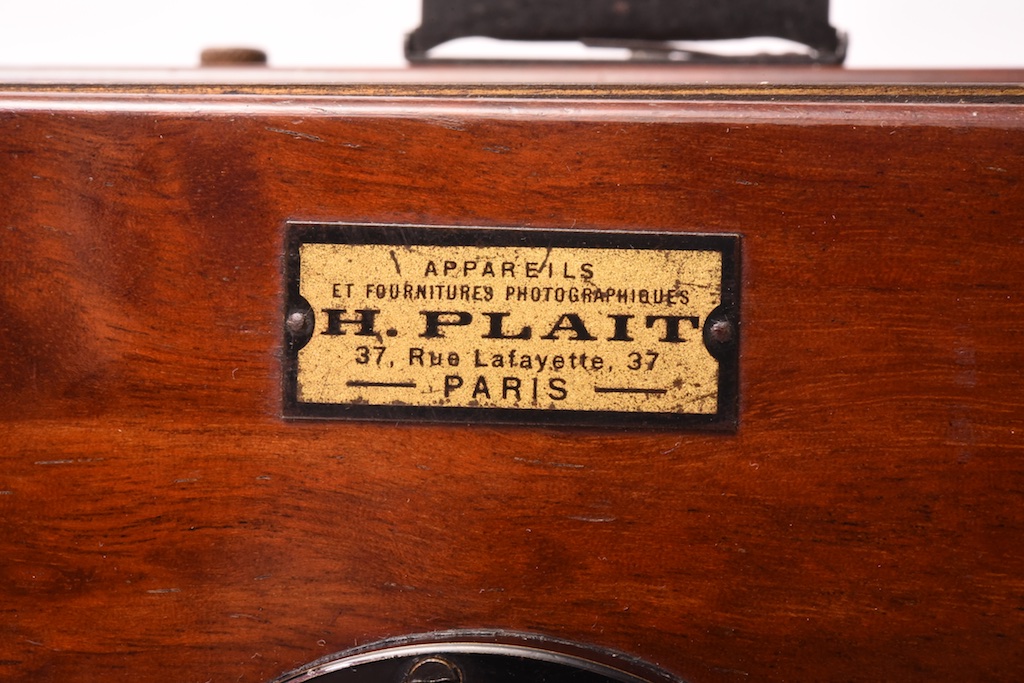 APPAREILS
ET FOURNITURES PHOTOGRAPHIQUES
H. PLAIT
37, Rue Lafayette, 37
PARIS